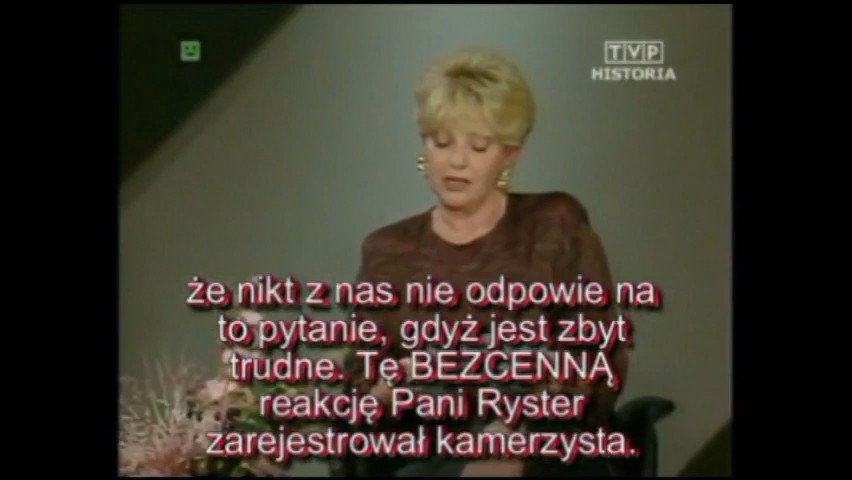 TVP
HISTORIA
że nikt z nas nie odpowie na
to pytanie, gdyż jest zbyt
trudne. Tę BEZCENNĄ
reakcję Pani Ryster
zarejestrował kamerzysta.